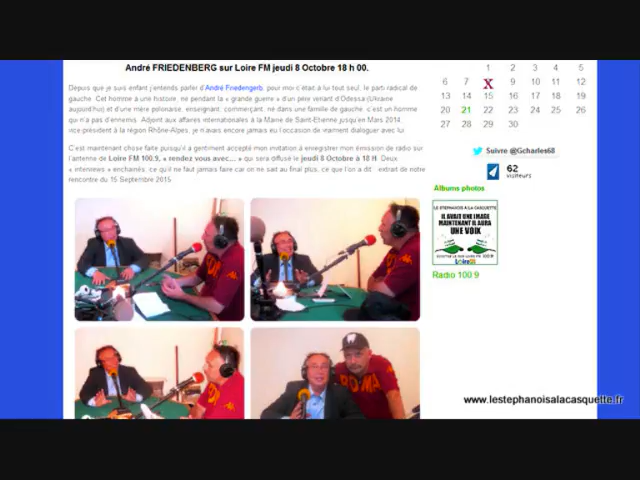 André FRIEDENBERG sur Loire FM jeudi 8 Octobre 18 h 00.
Depuis que je suis enfant j'entends parler d'André Friedengerb, pour moi c'était à lui tout seul, le parti radical de
gauche. Cet homme à une histoire, né pendant la « grande guerre » d'un père venant d'Odessa (Ukraine
aujourd'hui) et d'une mère polonaise, enseignant, commerçant, né dans une famille de gauche, c'est un homme
qui n'a pas d'ennemis. Adjoint aux affaires internationales à la Mairie de Saint-Etienne jusqu'en Mars 2014,
vice président à la région Rhône-Alpes, je n'avais encore jamais eu l'occasion de vraiment dialoguer avec lui.
C'est maintenant chose faite puisqu'il a gentiment accepté mon invitation à enregistrer mon émission de radio sur
l'antenne de Loire FM 100.9, « rendez vous avec... » qui sera diffusé le jeudi 8 Octobre à 18 H. Deux
« interviews » enchainés, ce qu'il ne faut jamais faire car on ne sait au final plus, ce que l'on a dit : extrait de notre
rencontre du 15 Septembre 2015
1 2 3 4 5
6 7 X 9 10 11 12
13 14 15 16 17 18 19
20 21 22 23 24 25 26
27 28 29 30
Suivre @Gcharles68
62
visiteurs
Albums photos
LE STEPHANOIS A LA CASQUETTE
IL AVAIT UNE IMAGE
MAINTENANT IL AURA
UNE VOIX
Radio 100.9
ROMA
www.lestephanoisalacasquette.fr